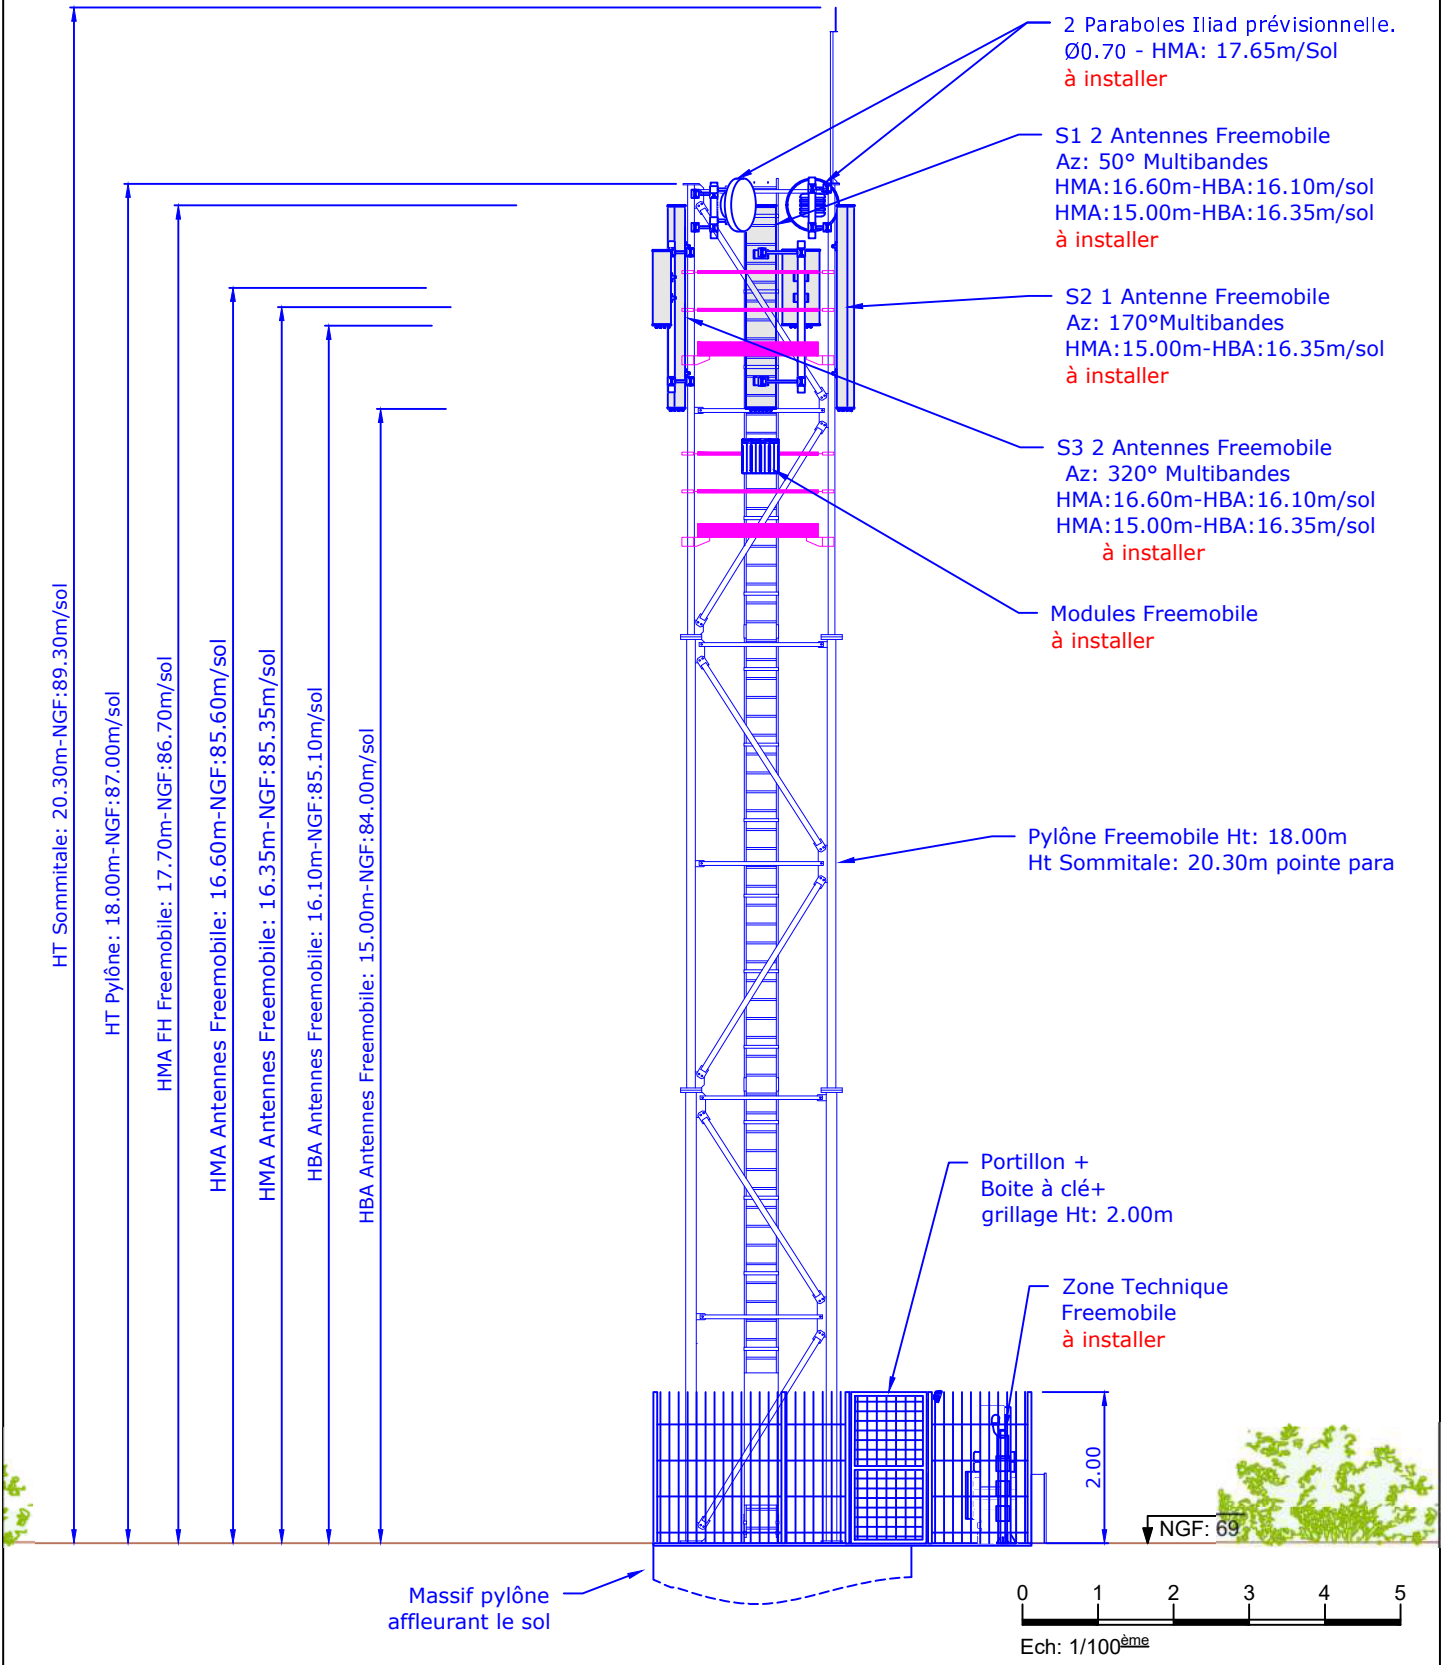 2 Paraboles Iliad prévisionnelle.
Ø0.70 - HMA: 17.65m/Sol
à installer
S1 2 Antennes Freemobile
Az: 50° Multibandes
HMA:16.60m-HBA:16.10m/sol
HMA:15.00m-HBA:16.35m/sol
à installer
S2 1 Antenne Freemobile
Az: 170°Multibandes
HMA:15.00m-HBA:16.35m/sol
à installer
S3 2 Antennes Freemobile
Az: 320° Multibandes
HMA:16.60m-HBA:16.10m/sol
HMA:15.00m-HBA:16.35m/sol
à installer
Modules Freemobile
à installer
HT Sommitale: 20.30m-NGF:89.30m/sol
HT Pylône: 18.00m-NGF:87.00m/sol
HMA FH Freemobile: 17.70m-NGF:86.70m/sol
HMA Antennes Freemobile: 16.60m-NGF:85.60m/sol
HMA Antennes Freemobile: 16.35m-NGF:85.35m/sol
HBA Antennes Freemobile: 16.10m-NGF:85.10m/sol
HBA Antennes Freemobile: 15.00m-NGF:84.00m/sol
Pylône Freemobile Ht: 18.00m
Ht Sommitale: 20.30m pointe para
Portillon +
Boite à clé+
grillage Ht: 2.00m
Zone Technique
Freemobile
à installer
2.00
NGF: 69
Massif pylône
affleurant le sol
0 1 2 3 4 5
Ech: 1/100ème